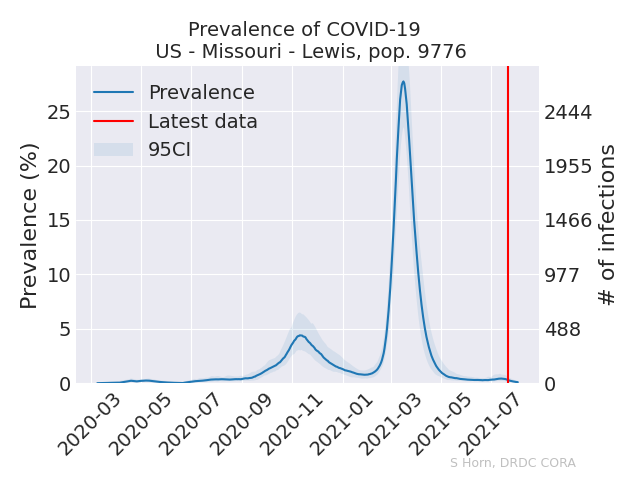 Prevalence of COVID-19
US - Missouri - Lewis, pop. 9776
Prevalence
Latest data
95CI
Prevalence (%)
25
20
15
10
5
0
2444
1955
1466
977
488
0
# of infections
2020-03
2020-05
2020-07
2020-09
2020-11
2021-01
2021-03
2021-05
2021-07
S Horn, DRDC CORA